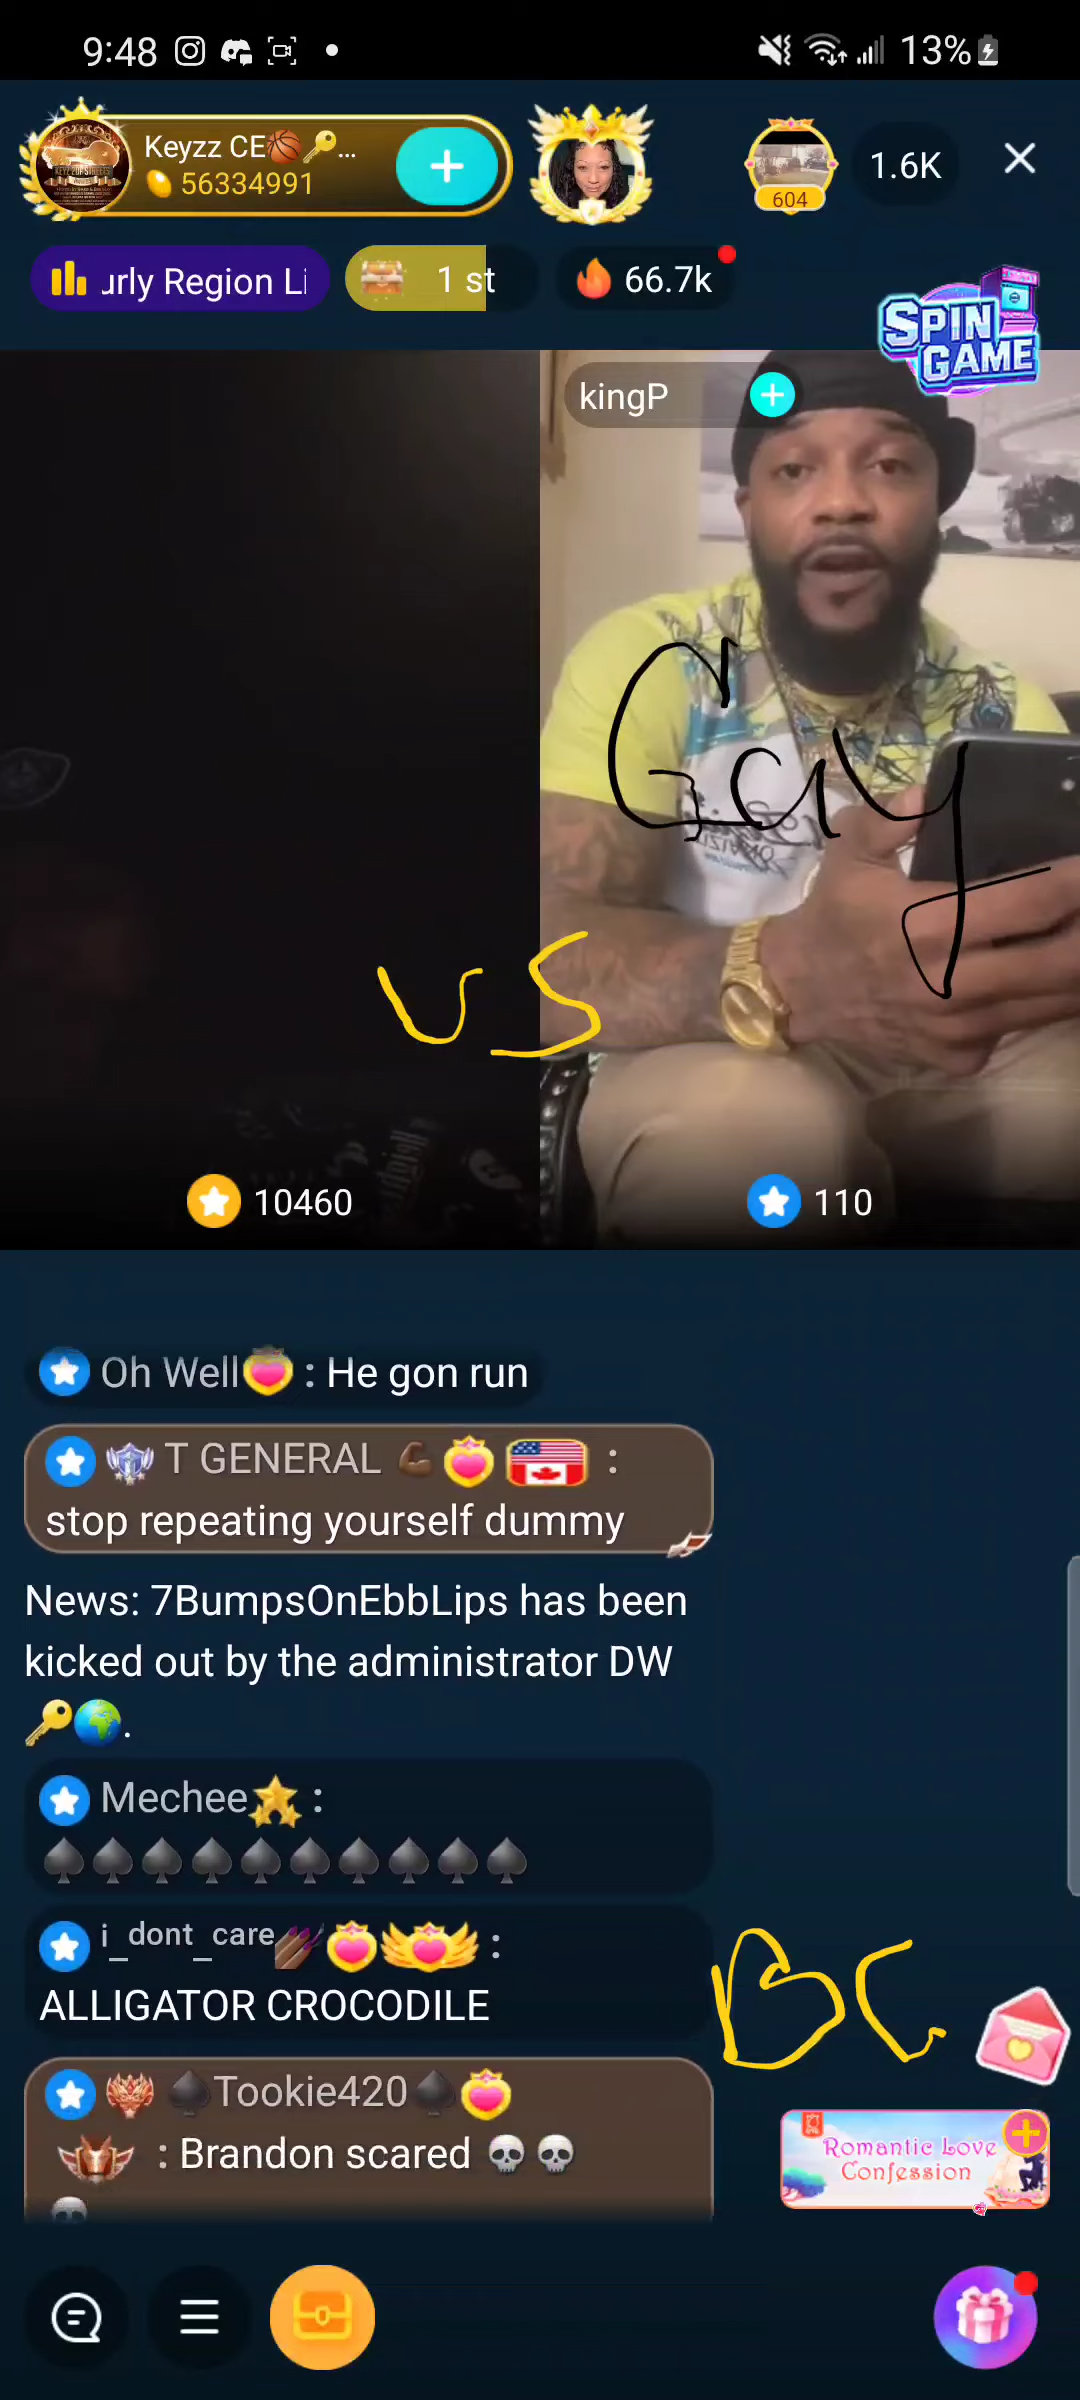 9:48
13%
Keyzz CE🏀🔑...
56334991
604
1.6K
urly Region Li
1 st
66.7k
SPIN
GAME
kingP
Gay
VS
10460
110
Oh Well : He gon run
T GENERAL 💪🏿 :
stop repeating yourself dummy
News: 7BumpsOnEbbLips has been
kicked out by the administrator DW
🔑🌍.
Mechee :
♠♠♠♠♠♠♠♠♠♠
i_dont_care💅🏾 :
ALLIGATOR CROCODILE
♠Tookie420♠
: Brandon scared 💀💀
💀
BC
Romantic Love
Confession